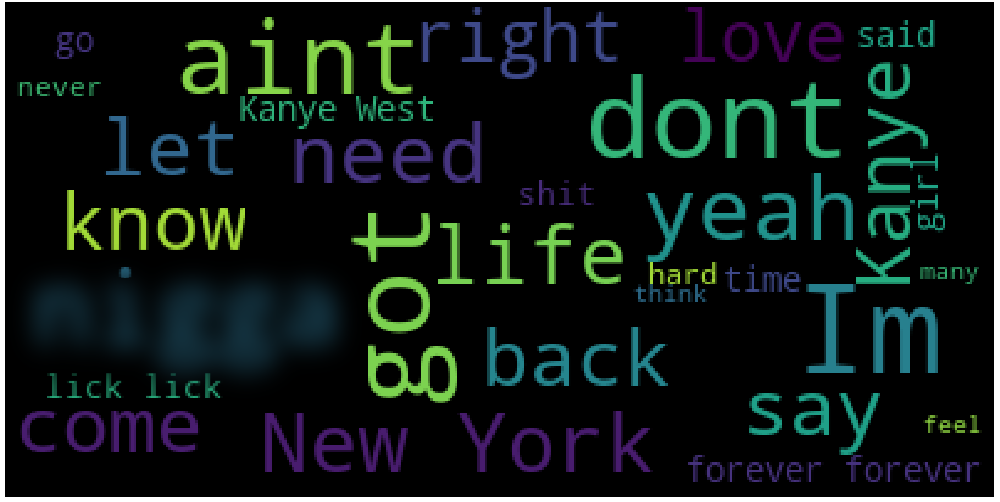 go
aint
right
love
said
never
Kanye West
dont
kanye
let
need
girl
know
shit
yeah
got
life
hard
time
many
think
Im
back
lick lick
say
come
New York
feel
forever forever